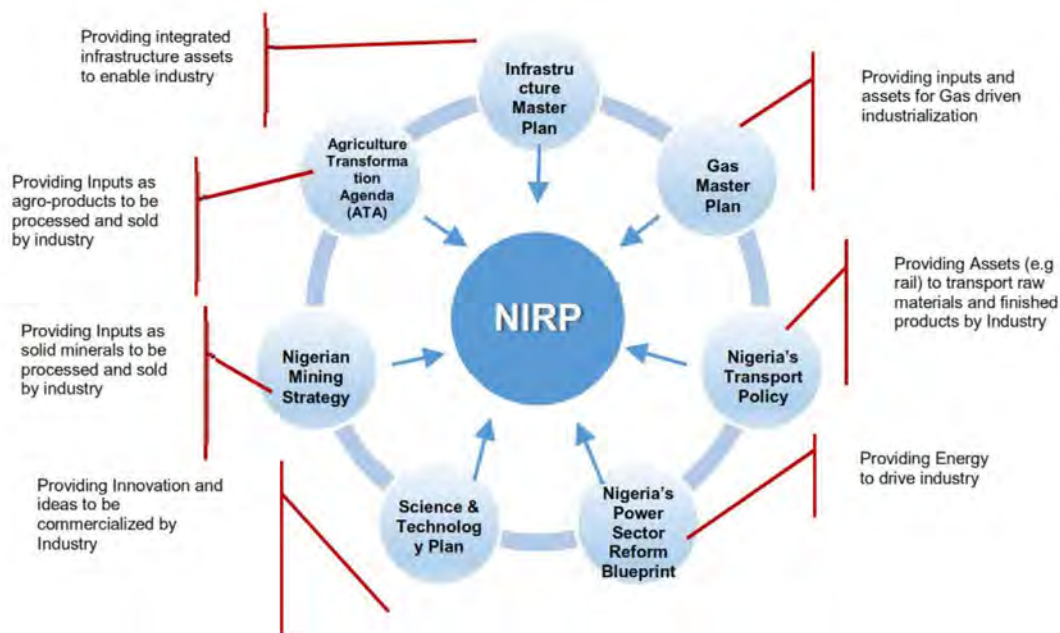 Providing integrated
infrastructure assets
to enable industry
Infrastru
cture
Master
Plan
Providing inputs and
assets for Gas driven
industrialization
Agriculture
Transforma
tion
Agenda
(ATA)
Gas
Master
Plan
Providing Inputs as
agro-products to be
processed and sold
by industry
NIRP
Providing Assets (e.g
rail) to transport raw
materials and finished
products by Industry
Providing Inputs as
solid minerals to be
processed and sold
by industry
Nigerian
Mining
Strategy
Nigeria's
Transport
Policy
Providing Innovation and
ideas to be
commercialized by
Industry
Science &
Technolog
y Plan
Nigeria's
Power
Sector
Reform
Blueprint
Providing Energy
to drive industry